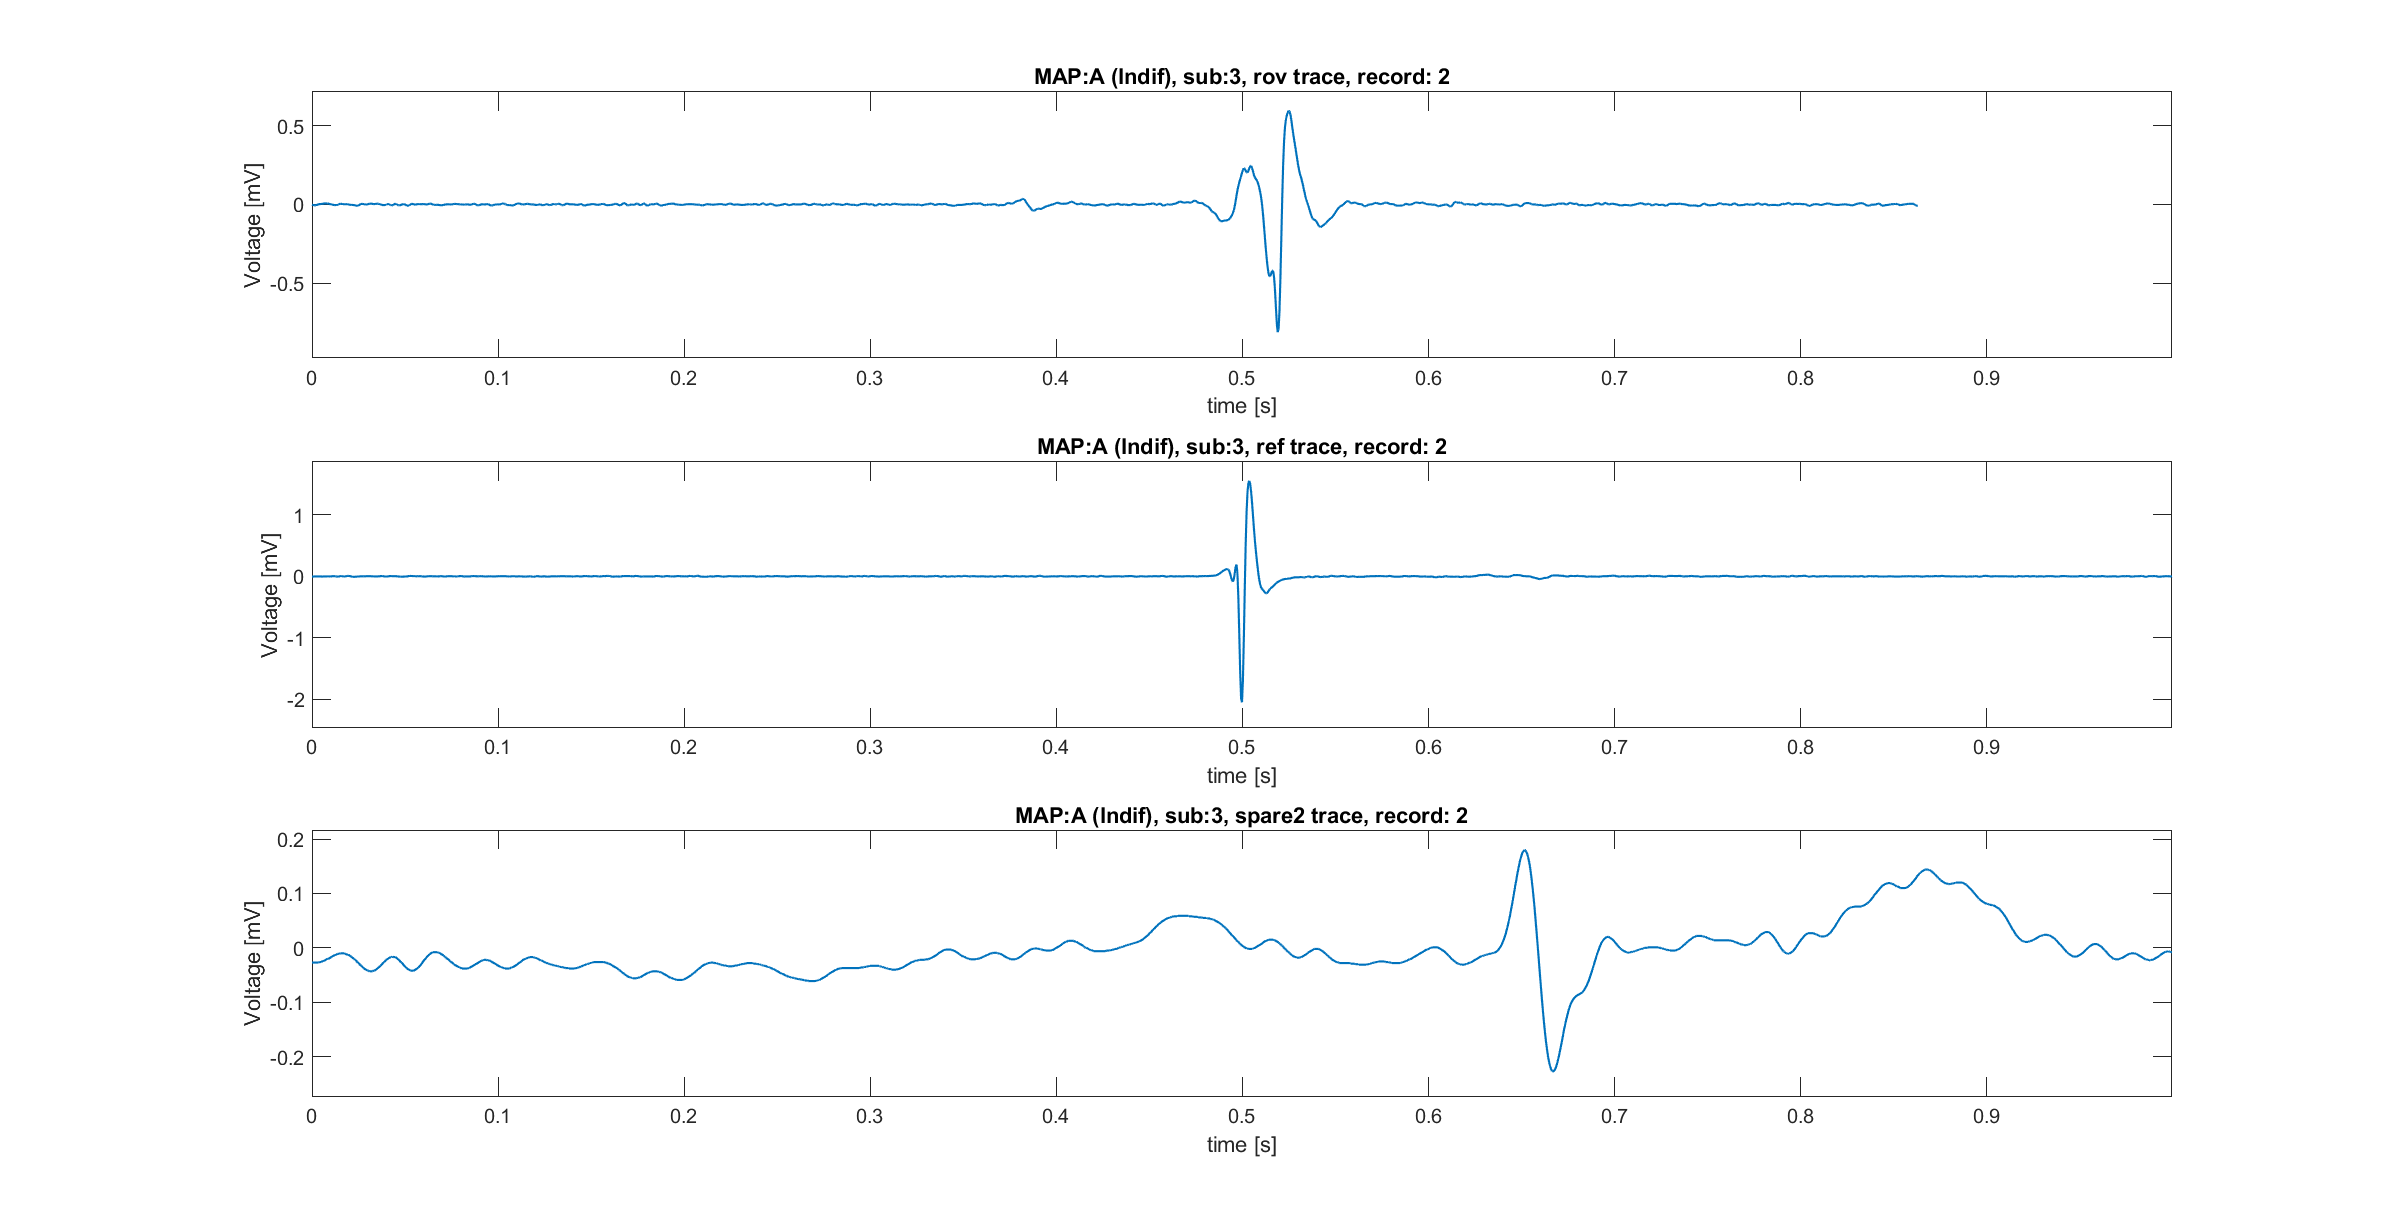 MAP:A (Indif), sub:3, rov trace, record: 2
Voltage [mV]
0.5
0
-0.5
0 0.1 0.2 0.3 0.4 0.5 0.6 0.7 0.8 0.9
time [s]
MAP:A (Indif), sub:3, ref trace, record: 2
Voltage [mV]
1
0
-1
-2
0 0.1 0.2 0.3 0.4 0.5 0.6 0.7 0.8 0.9
time [s]
MAP:A (Indif), sub:3, spare2 trace, record: 2
Voltage [mV]
0.2
0.1
0
-0.1
-0.2
0 0.1 0.2 0.3 0.4 0.5 0.6 0.7 0.8 0.9
time [s]